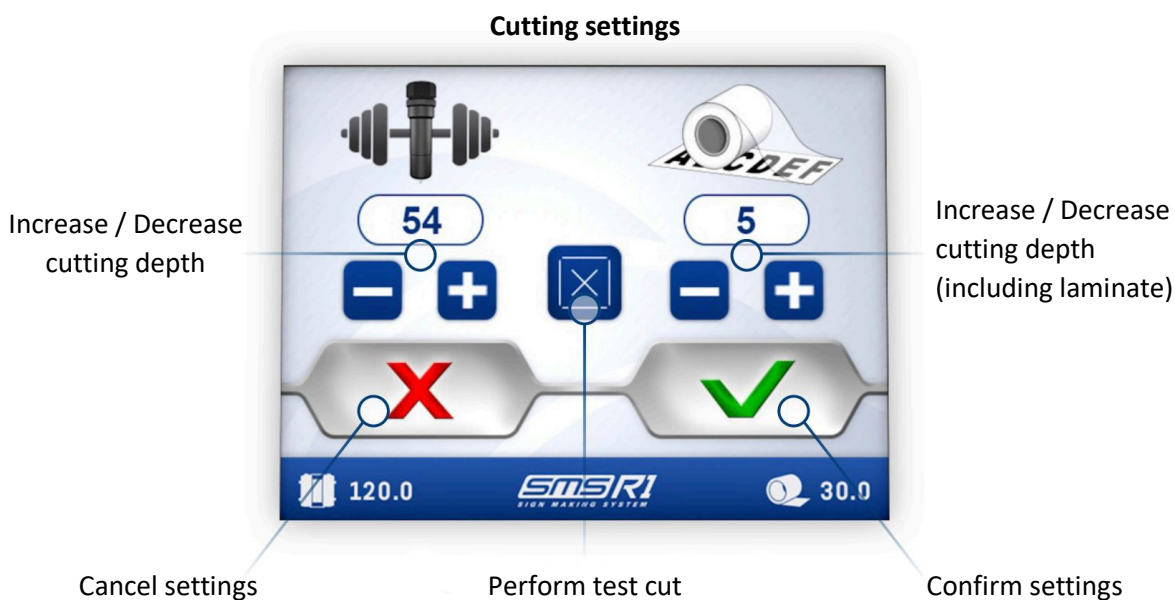 Cutting settings
ABCDEF
54
5
Increase / Decrease
cutting depth
Increase / Decrease
cutting depth
(including laminate)
120.0
SMS R1
SIGN MAKING SYSTEM
30.0
Cancel settings
Perform test cut
Confirm settings